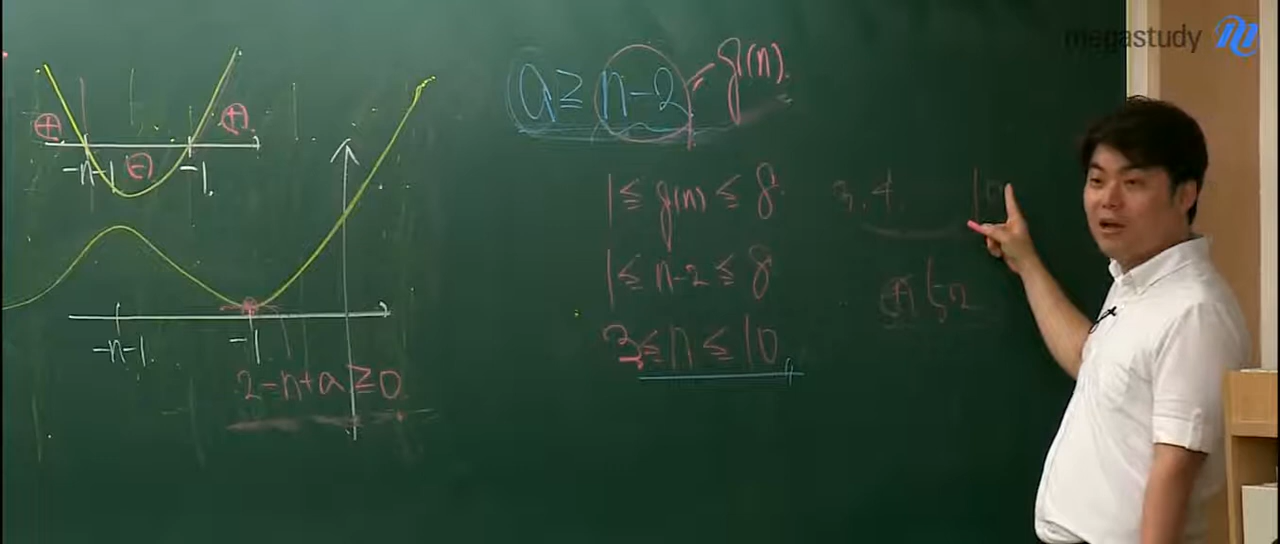 megastudy
a ≧ n-2 g(n).
⊕ ⊖ ⊕
-n-1 -1
1 ≦ g(n) ≦ 8.
3, 4. 10
1 ≦ n-2 ≦ 8
3 ≦ n ≦ 10
-n-1. -1
2-n+a ≧ 0